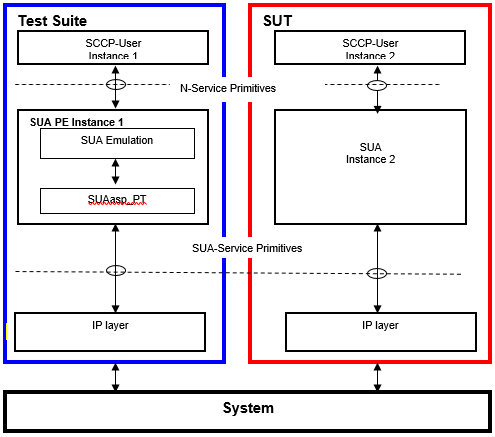 Test Suite
SUT
SCCP-User
Instance 1
SCCP-User
Instance 2
N-Service Primitives
SUA PE Instance 1
SUA Emulation
SUAasp_PT
SUA
Instance 2
SUA-Service Primitives
IP layer
IP layer
System